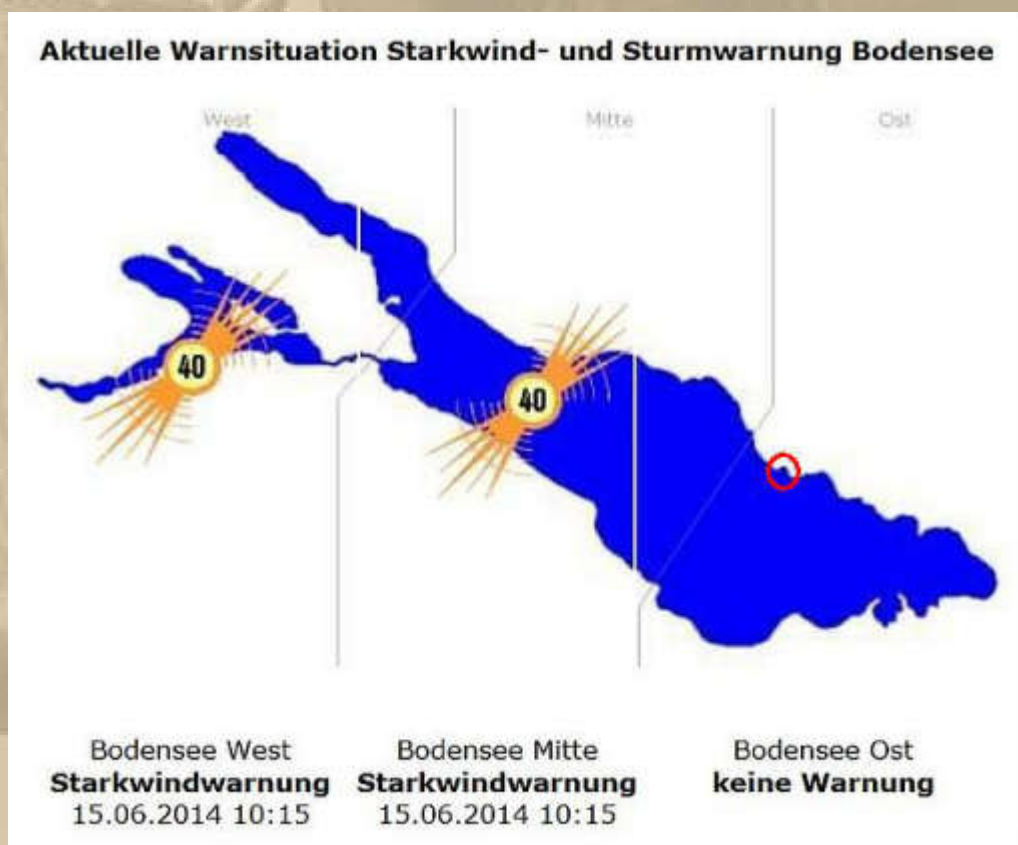 Aktuelle Warnsituation Starkwind- und Sturmwarnung Bodensee
West Mitte Ost
40
40
Bodensee West
Starkwindwarnung
15.06.2014 10:15
Bodensee Mitte
Starkwindwarnung
15.06.2014 10:15
Bodensee Ost
keine Warnung